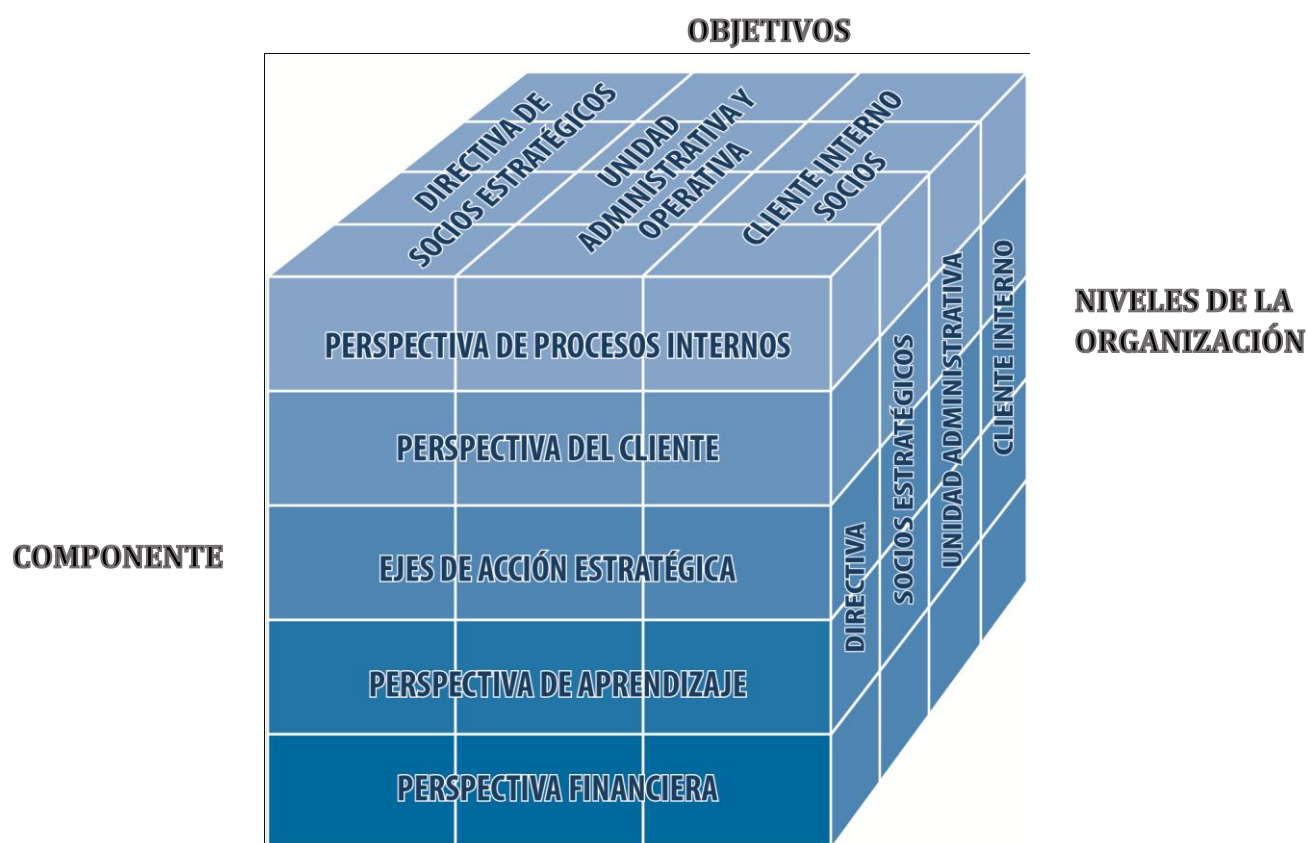 OBJETIVOS
DIRECTIVA DE
SOCIOS ESTRATÉGICOS
UNIDAD
ADMINISTRATIVA Y
OPERATIVA
CLIENTE INTERNO
SOCIOS
PERSPECTIVA DE PROCESOS INTERNOS
PERSPECTIVA DEL CLIENTE
EJES DE ACCIÓN ESTRATÉGICA
PERSPECTIVA DE APRENDIZAJE
PERSPECTIVA FINANCIERA
DIRECTIVA
SOCIOS ESTRATÉGICOS
UNIDAD ADMINISTRATIVA
CLIENTE INTERNO
NIVELES DE LA
ORGANIZACIÓN
COMPONENTE